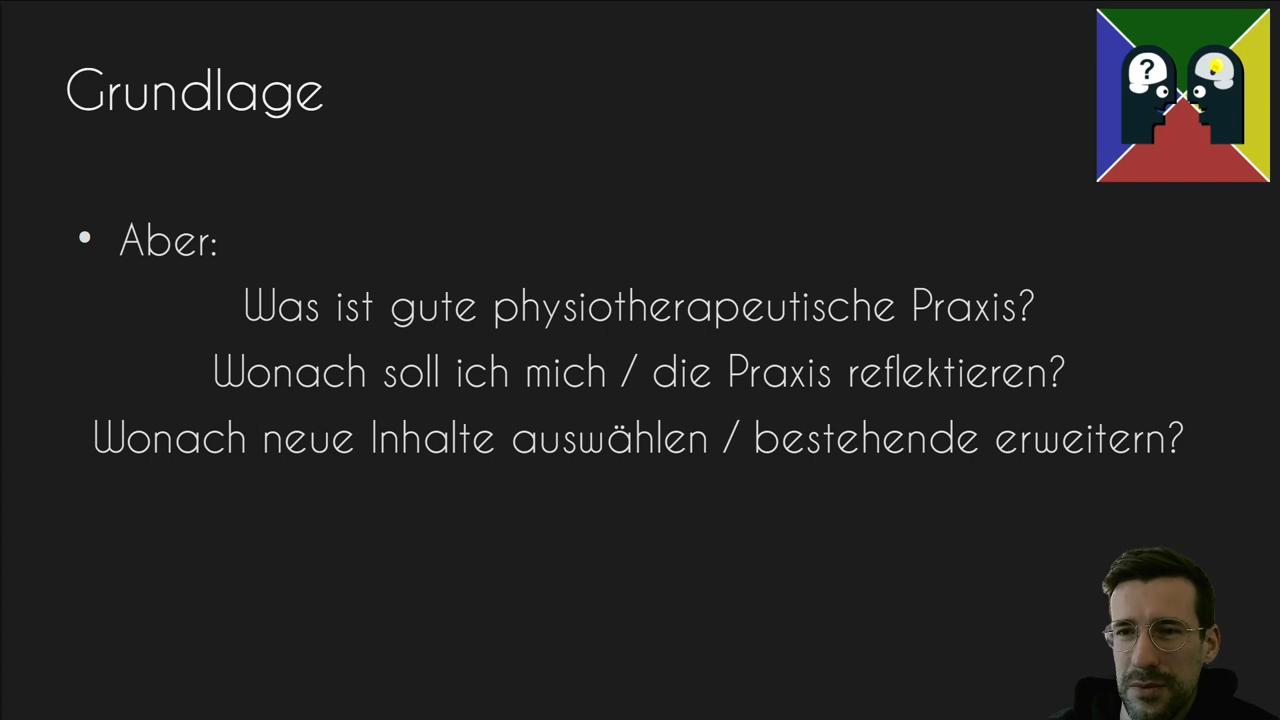 Grundlage
?
• Aber:
Was ist gute physiotherapeutische Praxis?
Wonach soll ich mich / die Praxis reflektieren?
Wonach neue Inhalte auswählen / bestehende erweitern?